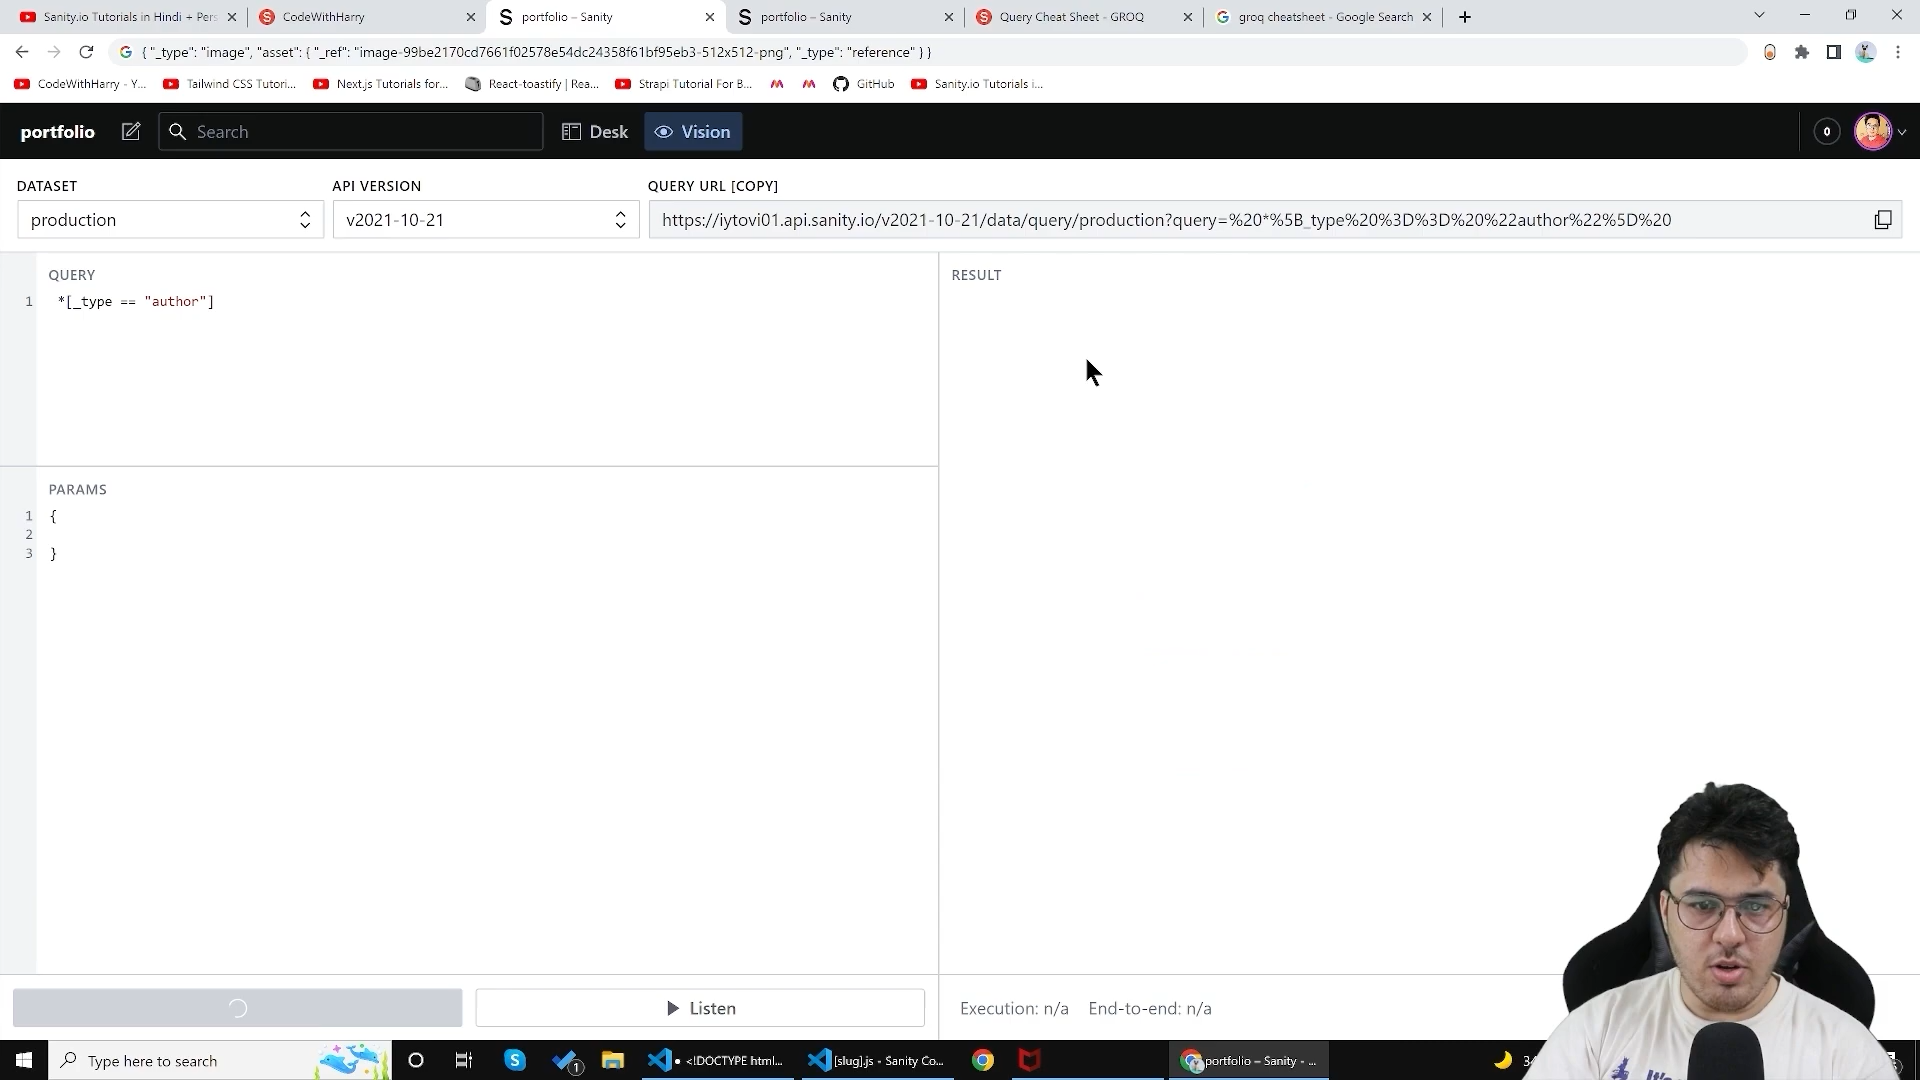 Sanity.io Tutorials in Hindi + Pers
CodeWithHarry
portfolio – Sanity
portfolio – Sanity
Query Cheat Sheet - GROQ
groq cheatsheet - Google Search
{ "_type": "image", "asset": { "_ref": "image-99be2170cd7661f02578e54dc24358f61bf95eb3-512x512-png", "_type": "reference" } }
CodeWithHarry - Y...
Tailwind CSS Tutori...
Next.js Tutorials for...
React-toastify | Rea...
Strapi Tutorial For B...
GitHub
Sanity.io Tutorials i...
portfolio
Search
Desk
Vision
0
DATASET
API VERSION
QUERY URL [COPY]
production
v2021-10-21
https://iytovi01.api.sanity.io/v2021-10-21/data/query/production?query=%20*%5B_type%20%3D%3D%20%22author%22%5D%20
QUERY
1 *[_type == "author"]
RESULT
PARAMS
1 {
2
3 }
Listen
Execution: n/a End-to-end: n/a
Type here to search
1
<!DOCTYPE html...
[slug].js - Sanity Co...
portfolio – Sanity - ...
It's